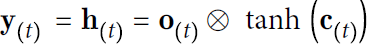 y(t) = h(t) = o(t) ⊗ tanh (c(t))